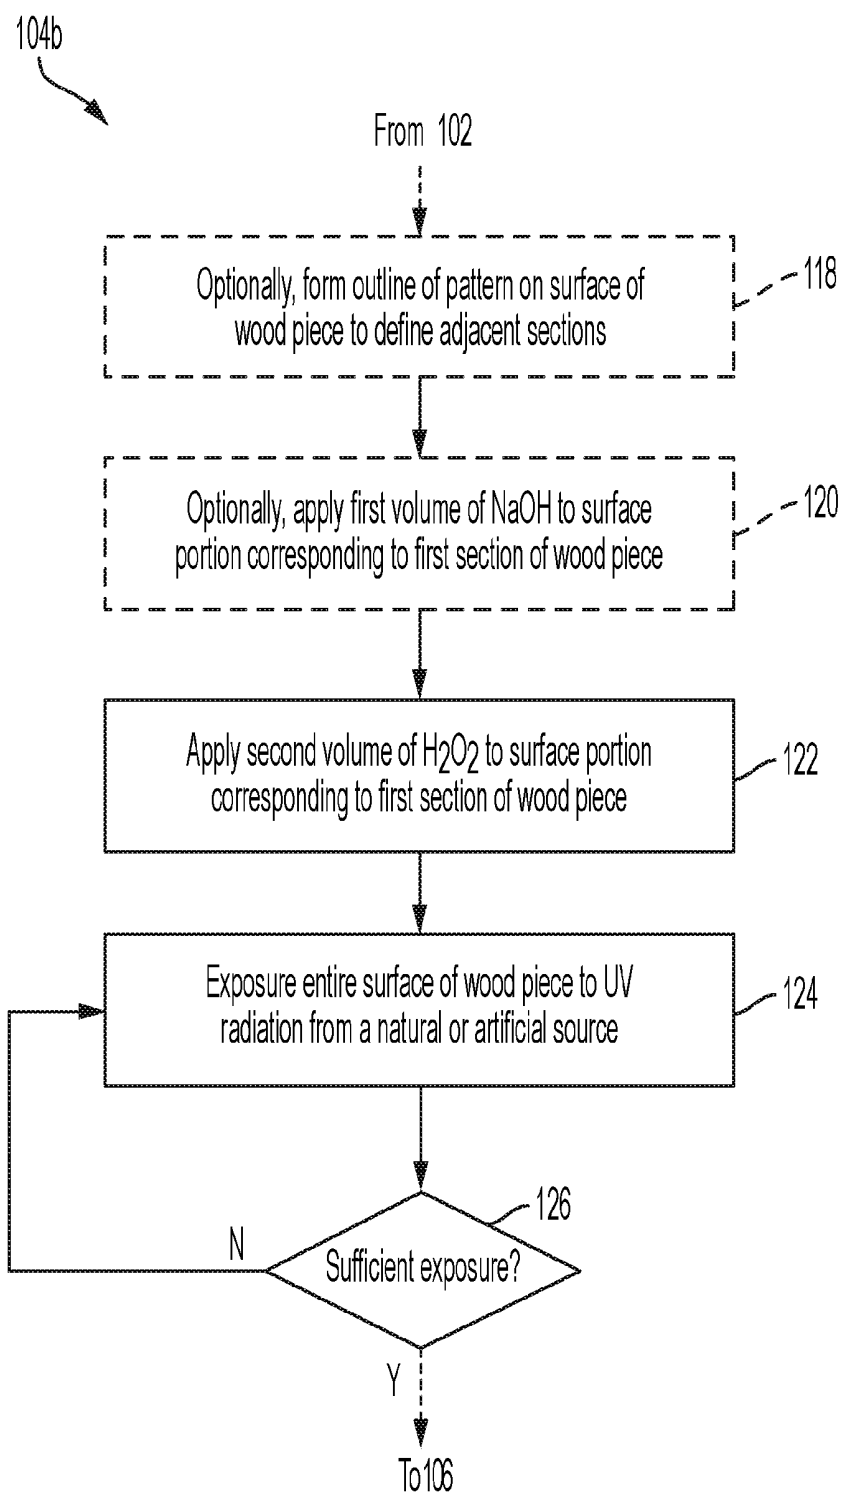 104b
From 102
Optionally, form outline of pattern on surface of
wood piece to define adjacent sections
118
Optionally, apply first volume of NaOH to surface
portion corresponding to first section of wood piece
120
Apply second volume of H2O2 to surface portion
corresponding to first section of wood piece
122
Exposure entire surface of wood piece to UV
radiation from a natural or artificial source
124
126
N
Sufficient exposure?
Y
To 106